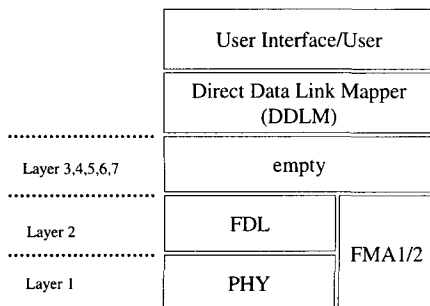 User Interface/User
Direct Data Link Mapper
(DDLM)
Layer 3,4,5,6,7
empty
Layer 2
FDL
FMA1/2
Layer 1
PHY